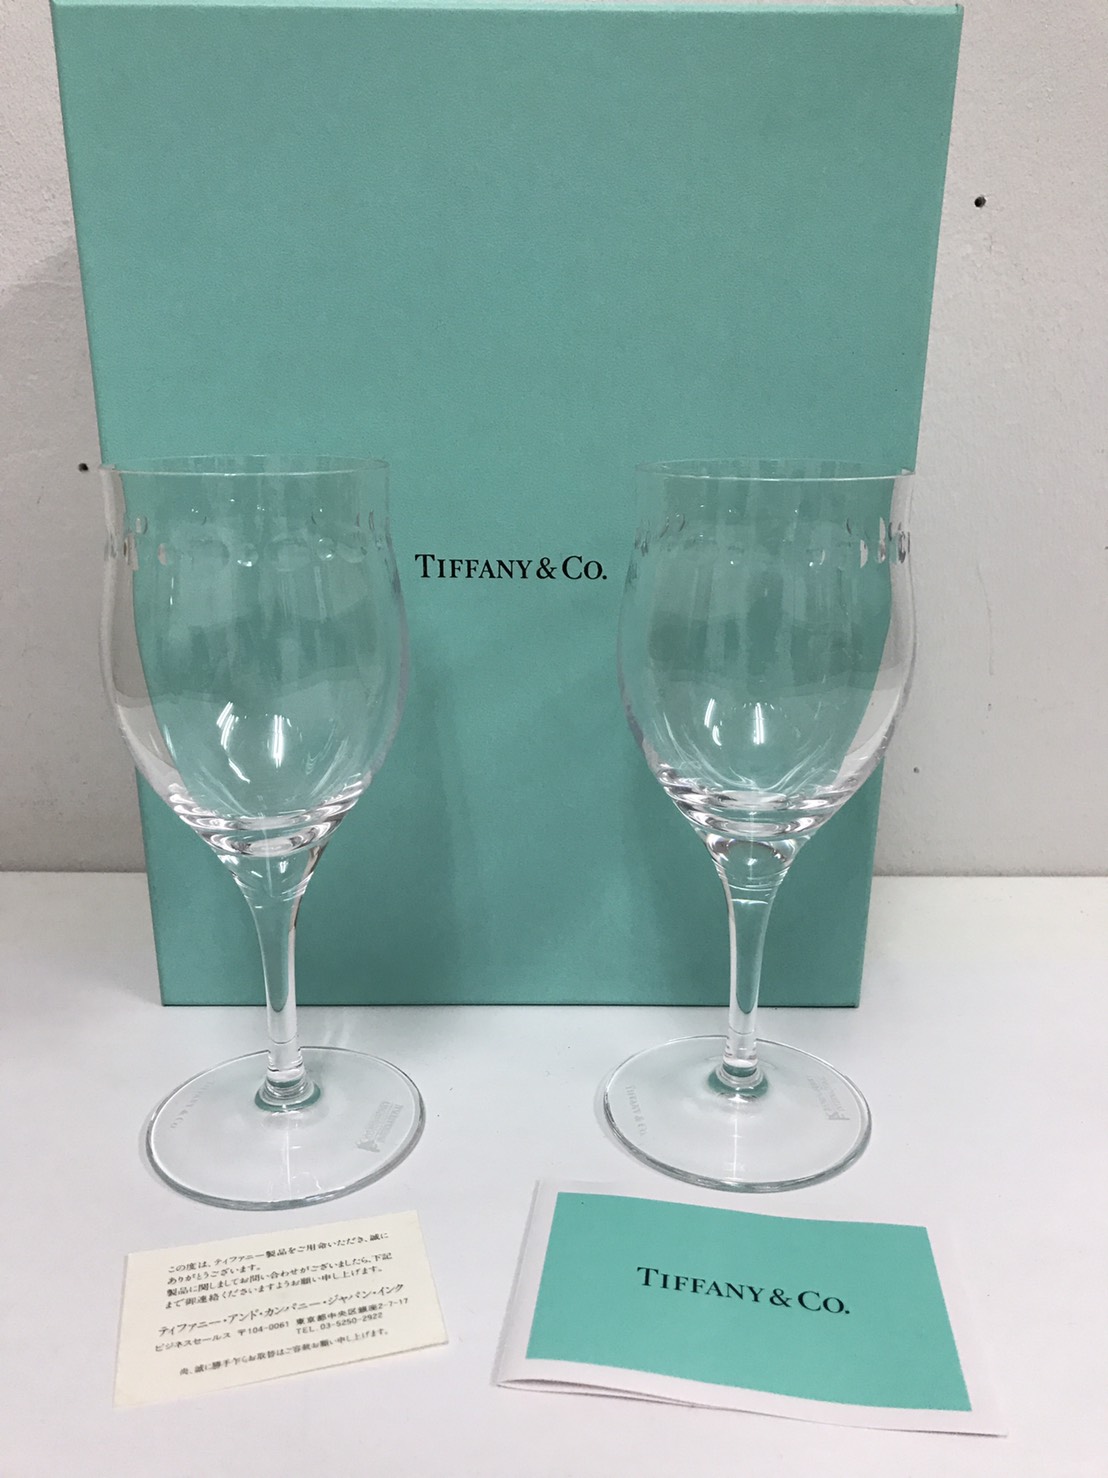 TIFFANY & CO.
TIFFANY & CO.
TIFFANY & CO.
この度は、ティファニー製品をご用命いただき、誠に
ありがとうございます。
製品に関しましてお問い合わせがございましたら、下記
まで御連絡くださいますようお願い申し上げます。
ティファニー・アンド・カンパニー・ジャパン・インク
ビジネスセールス 〒104-0061 東京都中央区銀座2-7-17
TEL. 03-5250-2922
尚、誠に勝手乍らお取替はご容赦お願い申し上げます。
TIFFANY & CO.